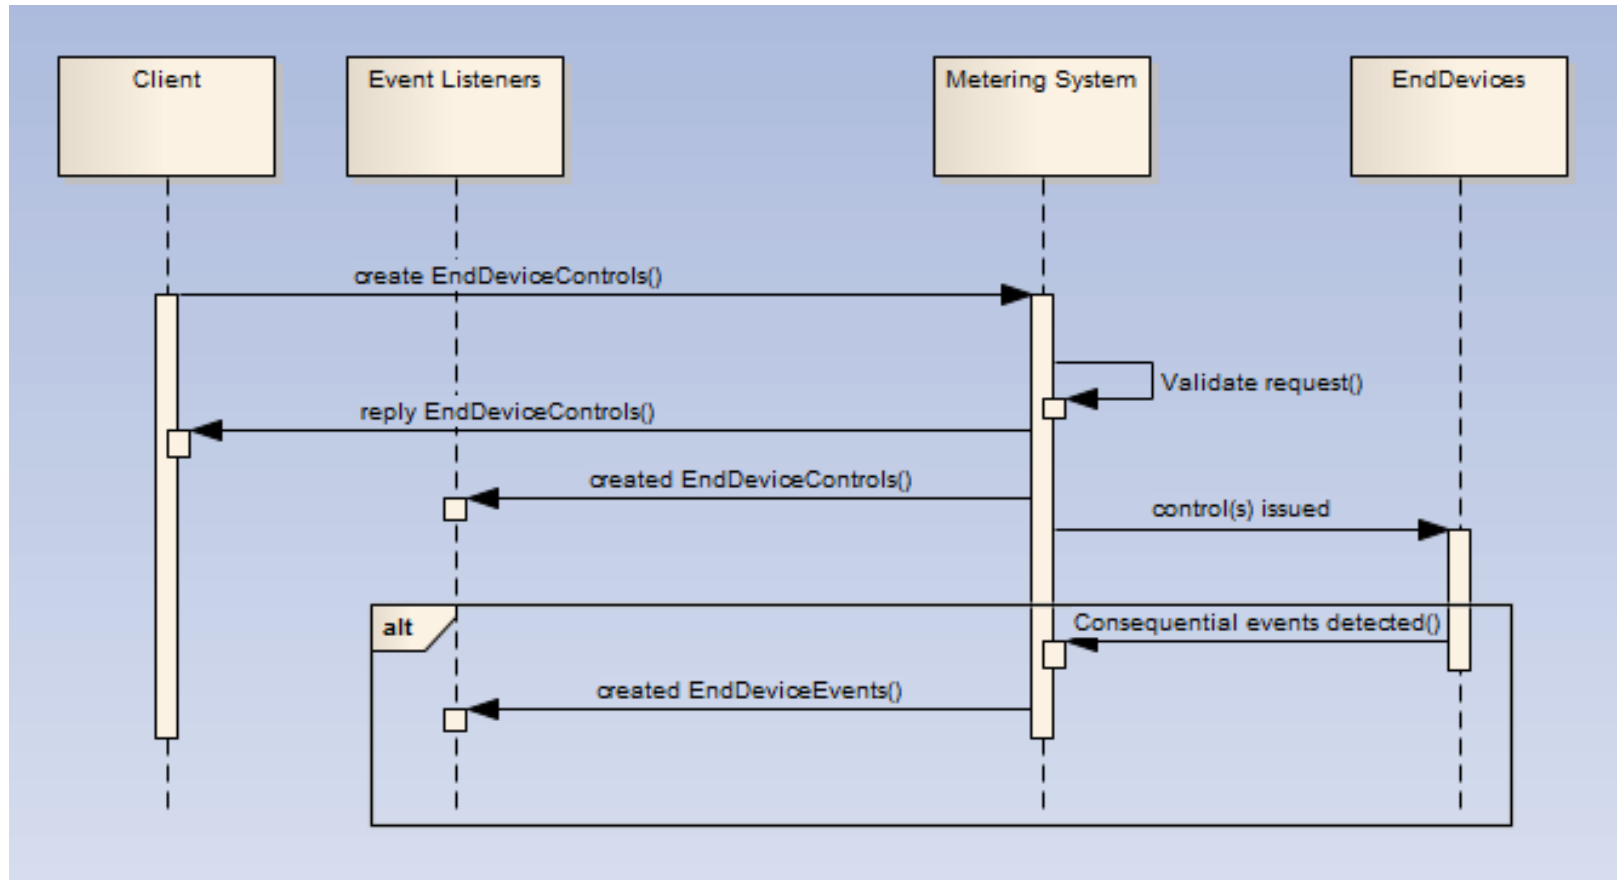 Client
Event Listeners
Metering System
EndDevices
create EndDeviceControls()
Validate request()
reply EndDeviceControls()
created EndDeviceControls()
control(s) issued
alt
Consequential events detected()
created EndDeviceEvents()